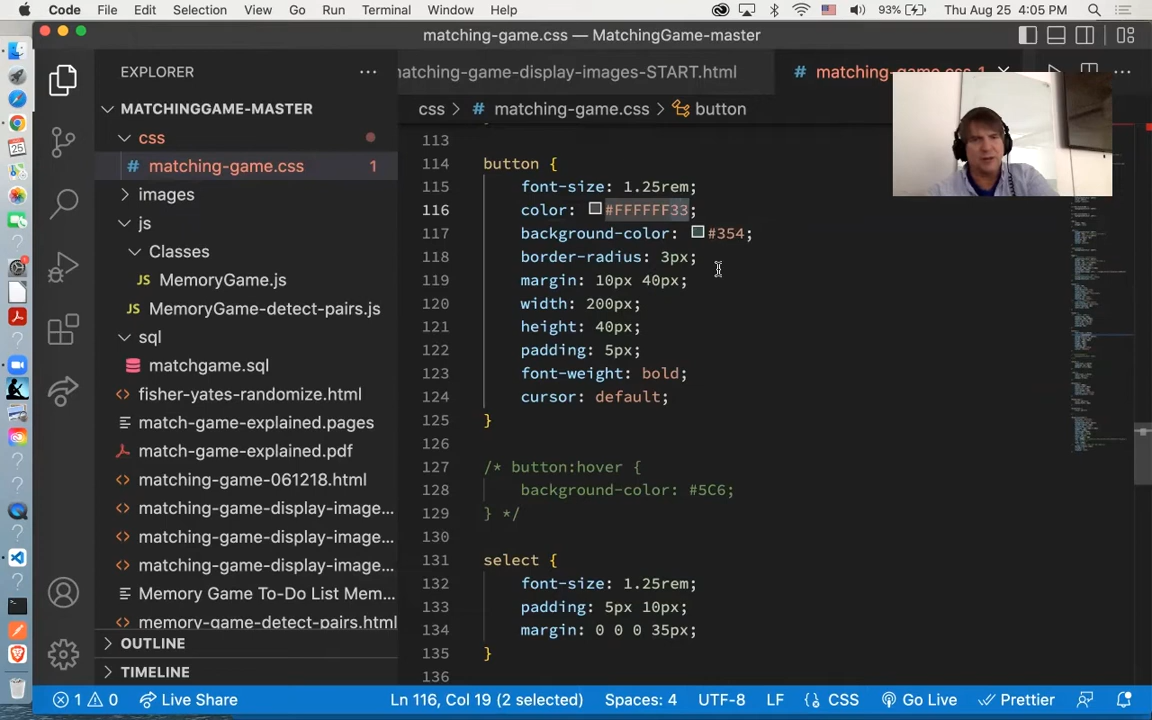 Code File Edit Selection View Go Run Terminal Window Help 93% Thu Aug 25 4:05 PM
matching-game.css — MatchingGame-master
EXPLORER
MATCHINGGAME-MASTER
css
# matching-game.css 1
images
js
Classes
JS MemoryGame.js
JS MemoryGame-detect-pairs.js
sql
matchgame.sql
fisher-yates-randomize.html
match-game-explained.pages
match-game-explained.pdf
matching-game-061218.html
matching-game-display-image...
matching-game-display-image...
matching-game-display-image...
Memory Game To-Do List Mem...
memory-game-detect-pairs.html
OUTLINE
TIMELINE
matching-game-display-images-START.html # matching-game.css 1
css > # matching-game.css > button
113
114 button {
115 font-size: 1.25rem;
116 color: #FFFFFF33;
117 background-color: #354;
118 border-radius: 3px;
119 margin: 10px 40px;
120 width: 200px;
121 height: 40px;
122 padding: 5px;
123 font-weight: bold;
124 cursor: default;
125 }
126
127 /* button:hover {
128 background-color: #5C6;
129 } */
130
131 select {
132 font-size: 1.25rem;
133 padding: 5px 10px;
134 margin: 0 0 0 35px;
135 }
136
1 0 Live Share Ln 116, Col 19 (2 selected) Spaces: 4 UTF-8 LF {} CSS Go Live Prettier